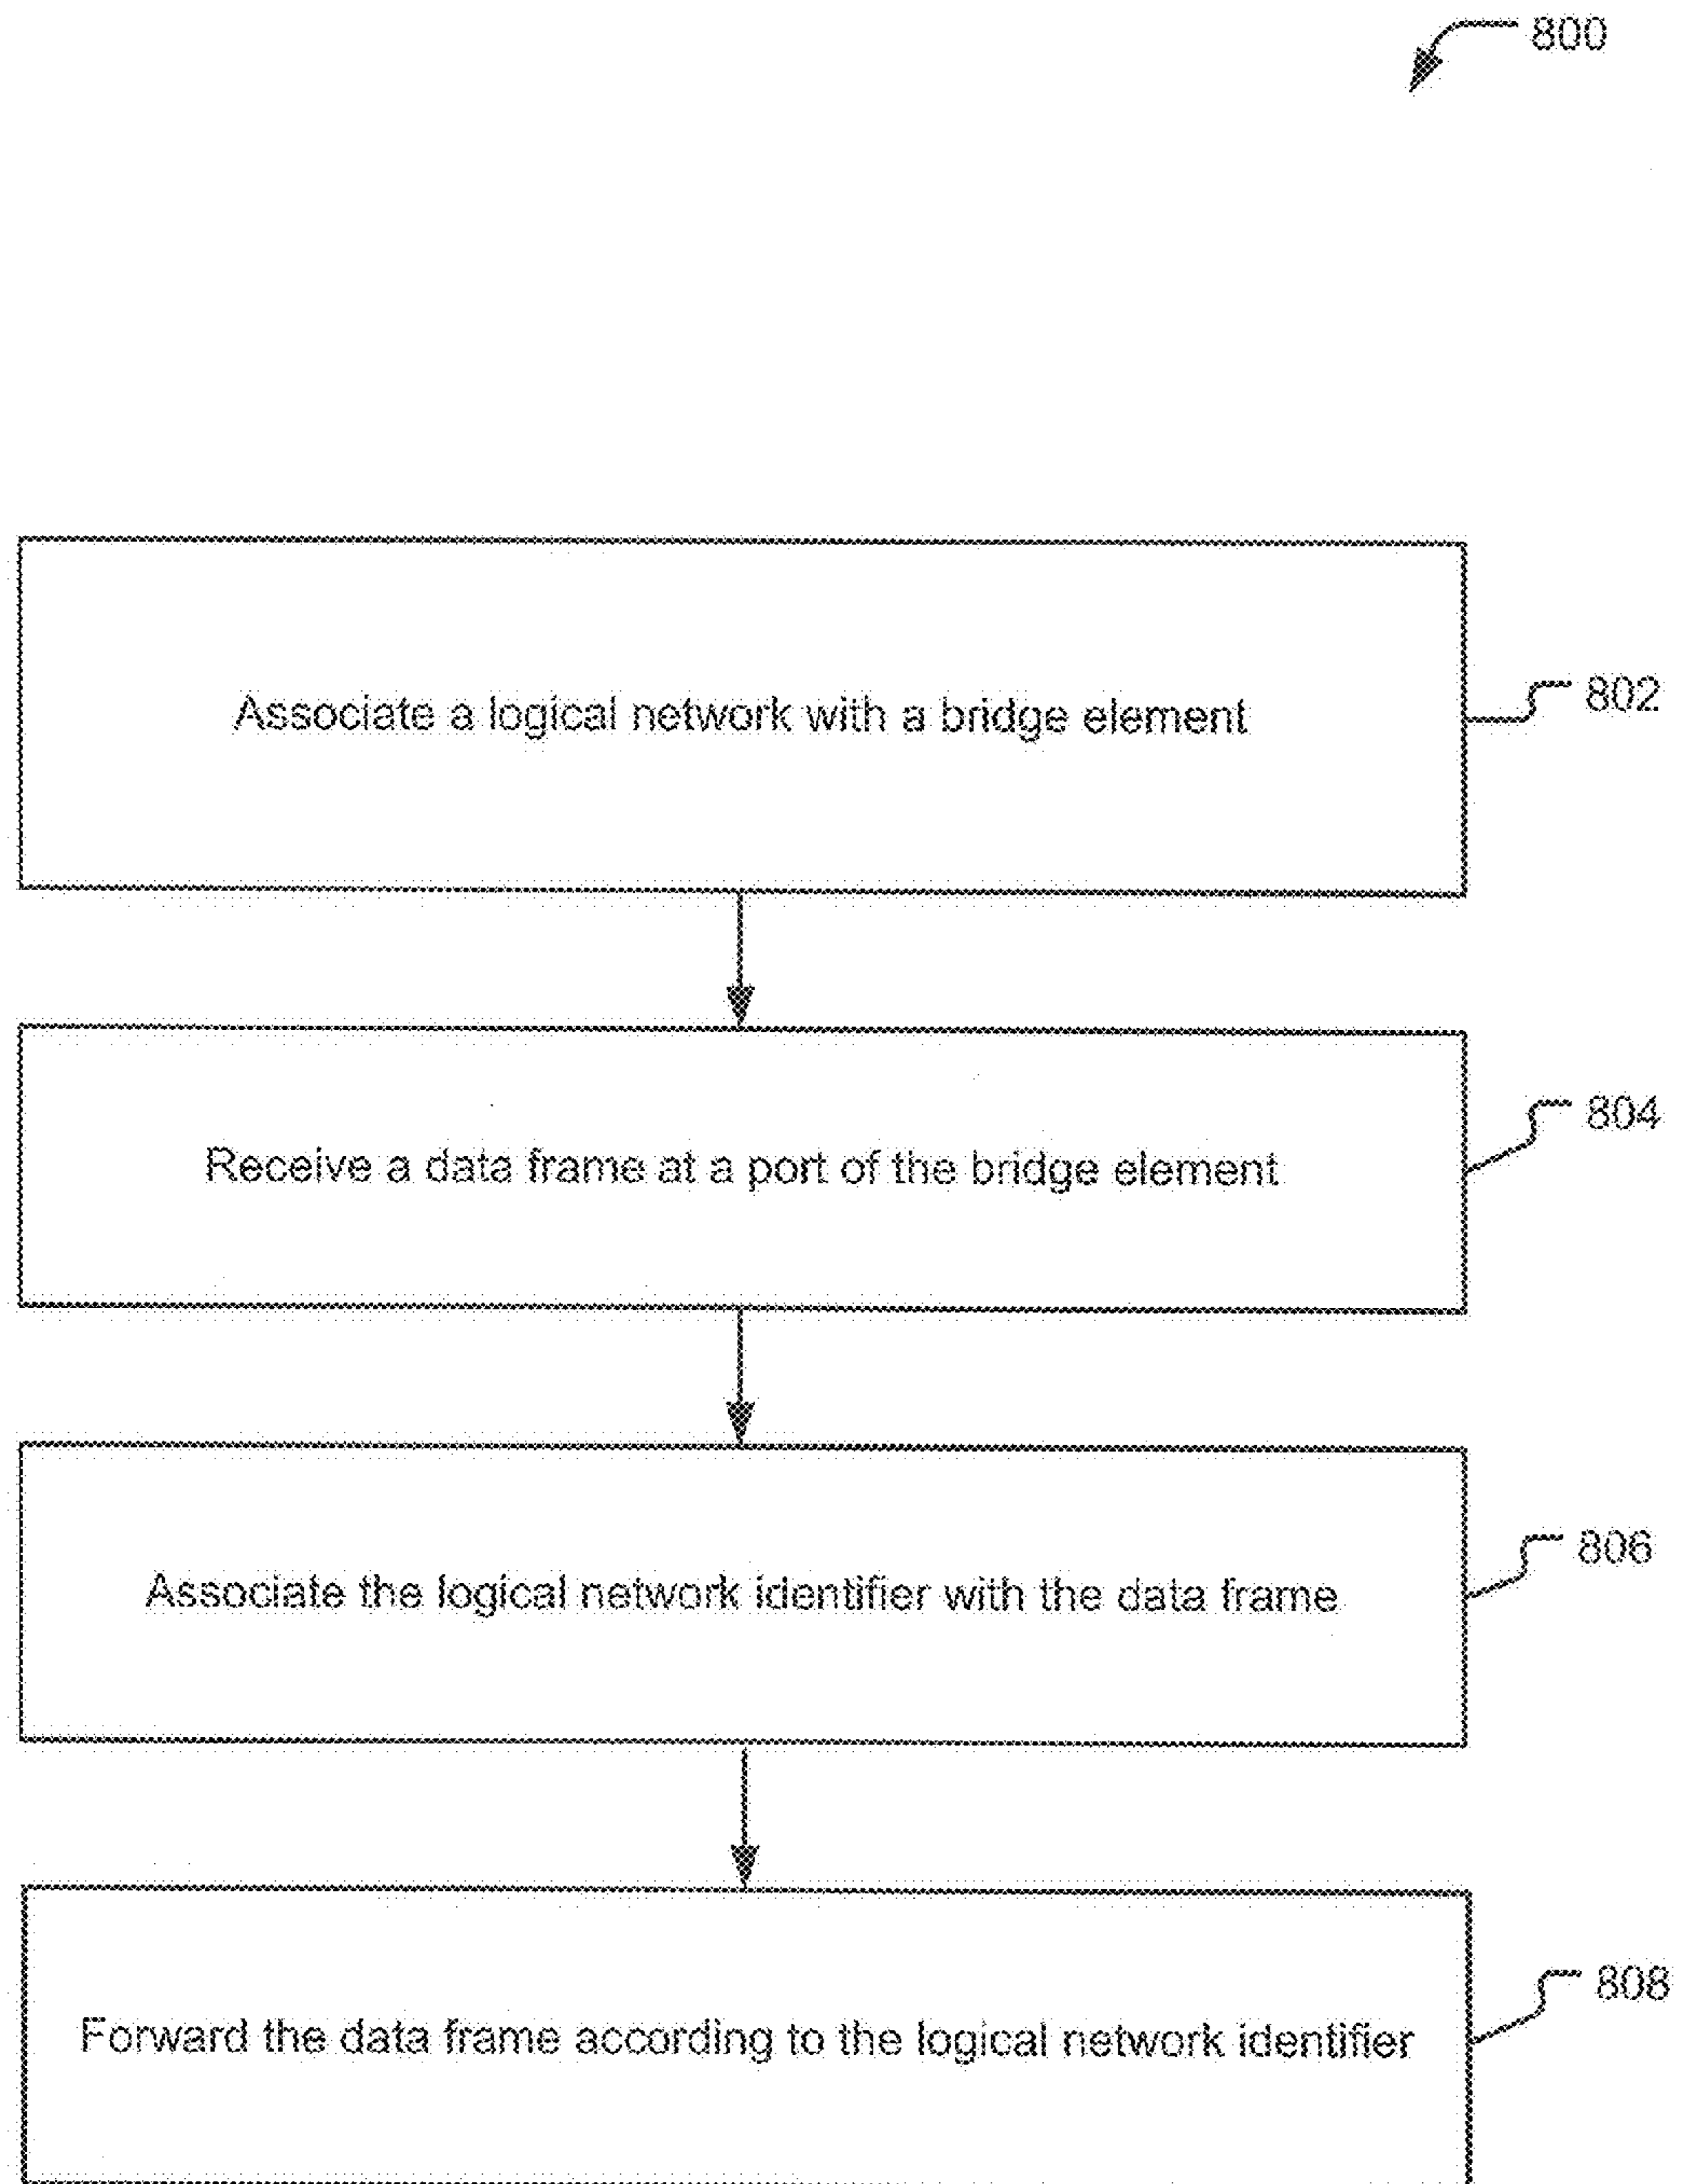 800
Associate a logical network with a bridge element
802
Receive a data frame at a port of the bridge element
804
Associate the logical network identifier with the data frame
806
Forward the data frame according to the logical network identifier
808